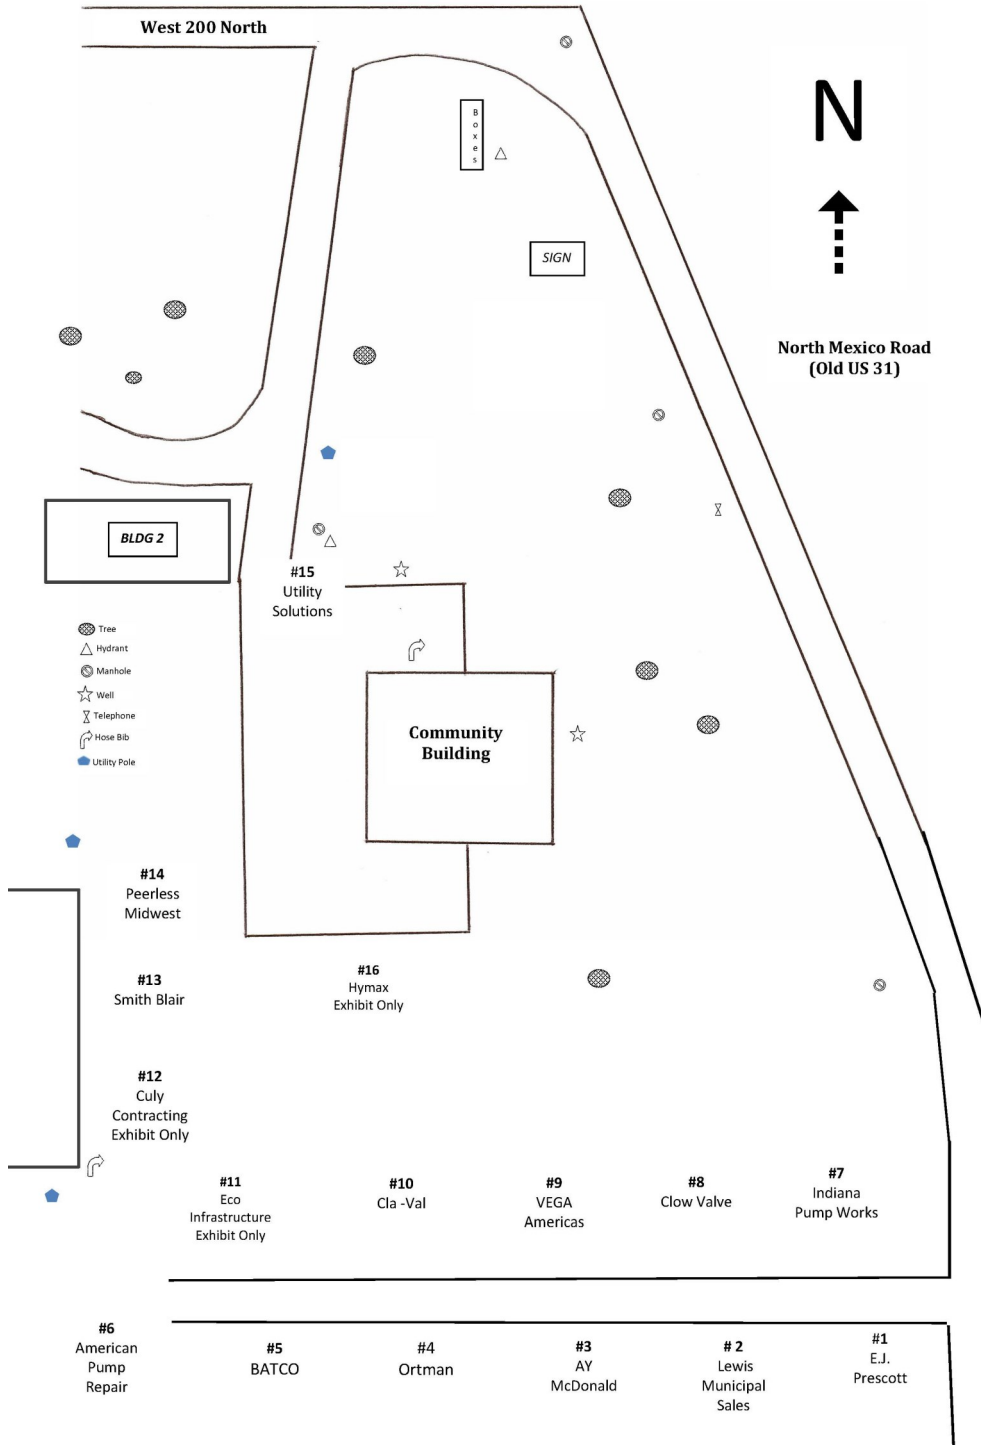 West 200 North
Boxes
N
SIGN
North Mexico Road
(Old US 31)
BLDG 2
#15
Utility
Solutions
Tree
Hydrant
Manhole
Well
Telephone
Hose Bib
Utility Pole
Community
Building
#14
Peerless
Midwest
#13
Smith Blair
#16
Hymax
Exhibit Only
#12
Culy
Contracting
Exhibit Only
#11
Eco
Infrastructure
Exhibit Only
#10
Cla -Val
#9
VEGA
Americas
#8
Clow Valve
#7
Indiana
Pump Works
#6
American
Pump
Repair
#5
BATCO
#4
Ortman
#3
AY
McDonald
# 2
Lewis
Municipal
Sales
#1
E.J.
Prescott